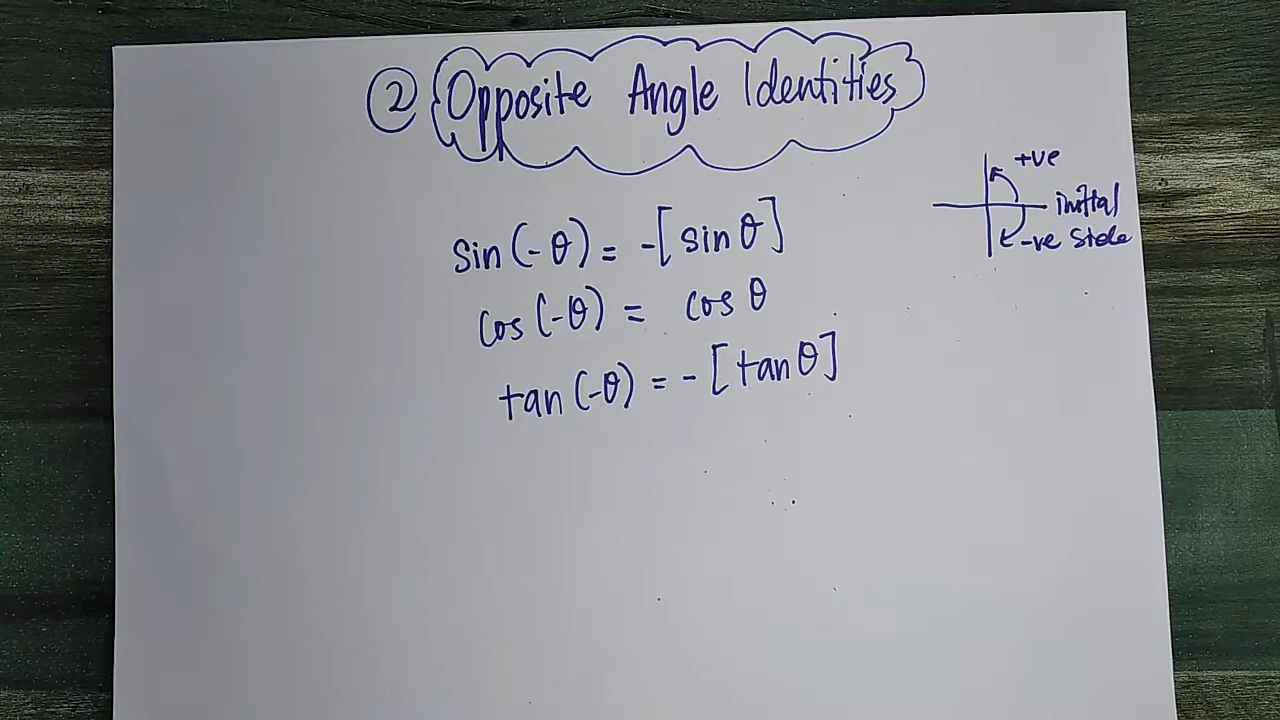 ② Opposite Angle Identities
+ve
initial
-ve side
sin(-θ) = -[sin θ]
cos(-θ) = cos θ
tan(-θ) = -[tan θ]